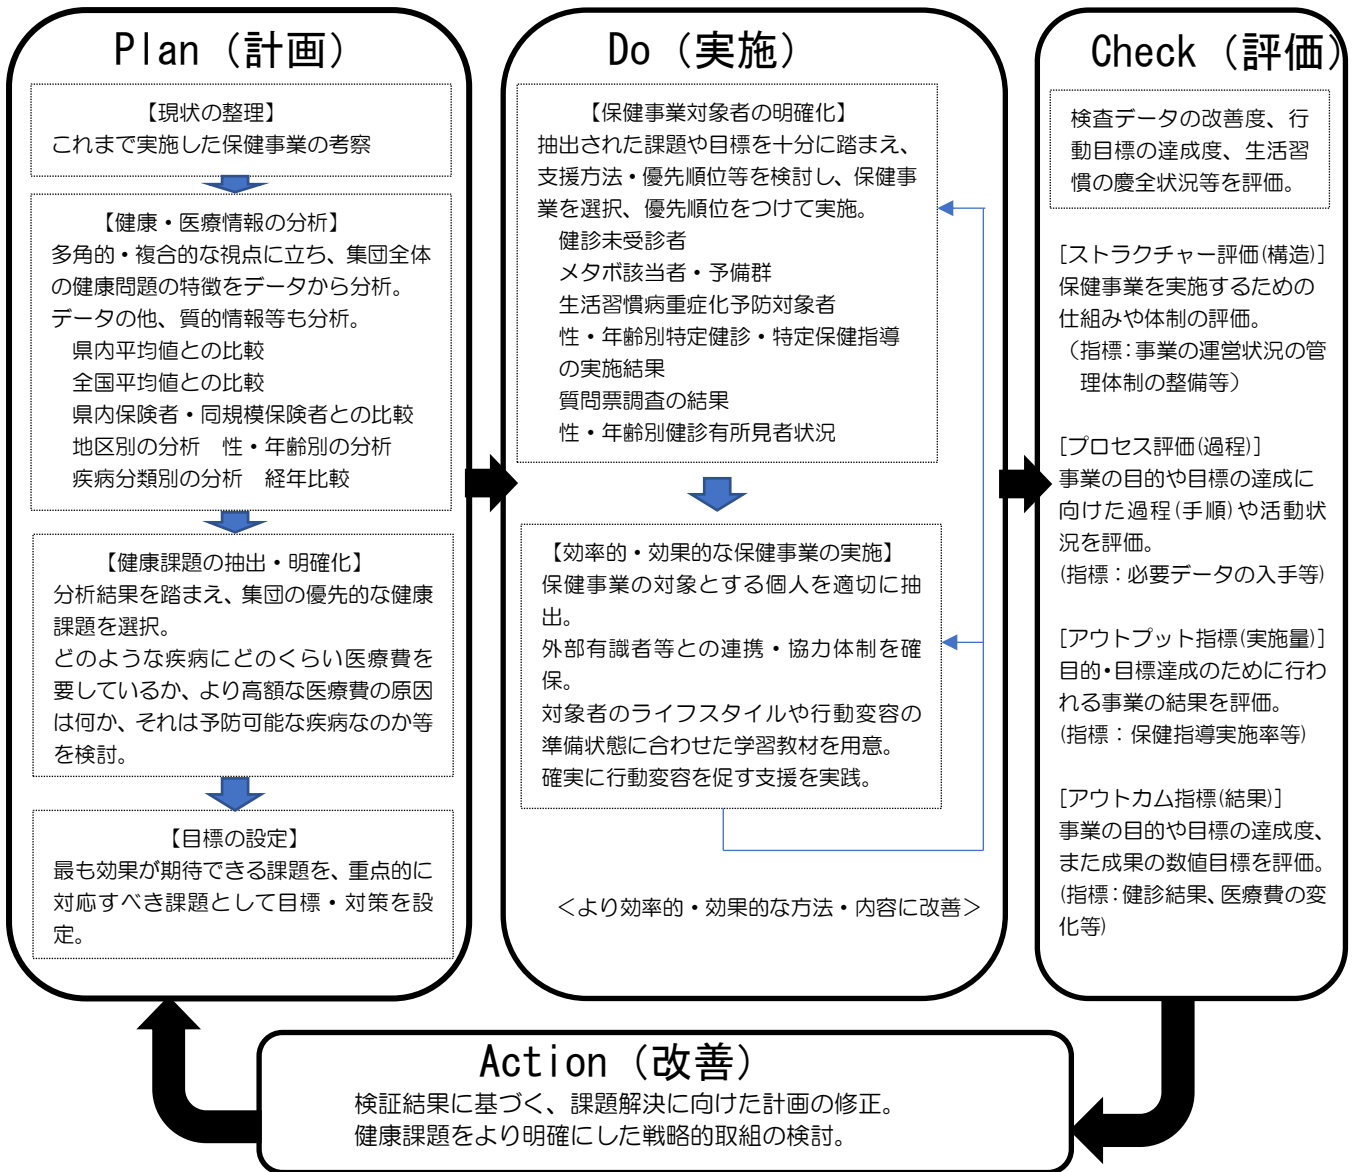 Plan（計画）
【現状の整理】
これまで実施した保健事業の考察
【健康・医療情報の分析】
多角的・複合的な視点に立ち、集団全体
の健康問題の特徴をデータから分析。
データの他、質的情報等も分析。
県内平均値との比較
全国平均値との比較
県内保険者・同規模保険者との比較
地区別の分析　性・年齢別の分析
疾病分類別の分析　経年比較
【健康課題の抽出・明確化】
分析結果を踏まえ、集団の優先的な健康
課題を選択。
どのような疾病にどのくらい医療費を
要しているか、より高額な医療費の原因
は何か、それは予防可能な疾病なのか等
を検討。
【目標の設定】
最も効果が期待できる課題を、重点的に
対応すべき課題として目標・対策を設
定。
Do（実施）
【保健事業対象者の明確化】
抽出された課題や目標を十分に踏まえ、
支援方法・優先順位等を検討し、保健事
業を選択、優先順位をつけて実施。
健診未受診者
メタボ該当者・予備群
生活習慣病重症化予防対象者
性・年齢別特定健診・特定保健指導
の実施結果
質問票調査の結果
性・年齢別健診有所見者状況
【効率的・効果的な保健事業の実施】
保健事業の対象とする個人を適切に抽
出。
外部有識者等との連携・協力体制を確
保。
対象者のライフスタイルや行動変容の
準備状態に合わせた学習教材を用意。
確実に行動変容を促す支援を実践。
＜より効率的・効果的な方法・内容に改善＞
Check（評価）
検査データの改善度、行
動目標の達成度、生活習
慣の慶全状況等を評価。
[ストラクチャー評価(構造)]
保健事業を実施するための
仕組みや体制の評価。
（指標：事業の運営状況の管
理体制の整備等）
[プロセス評価(過程)]
事業の目的や目標の達成に
向けた過程(手順)や活動状
況を評価。
(指標：必要データの入手等)
[アウトプット指標(実施量)]
目的・目標達成のために行わ
れる事業の結果を評価。
(指標：保健指導実施率等)
[アウトカム指標(結果)]
事業の目的や目標の達成度、
また成果の数値目標を評価。
(指標：健診結果、医療費の変
化等)
Action（改善）
検証結果に基づく、課題解決に向けた計画の修正。
健康課題をより明確にした戦略的取組の検討。